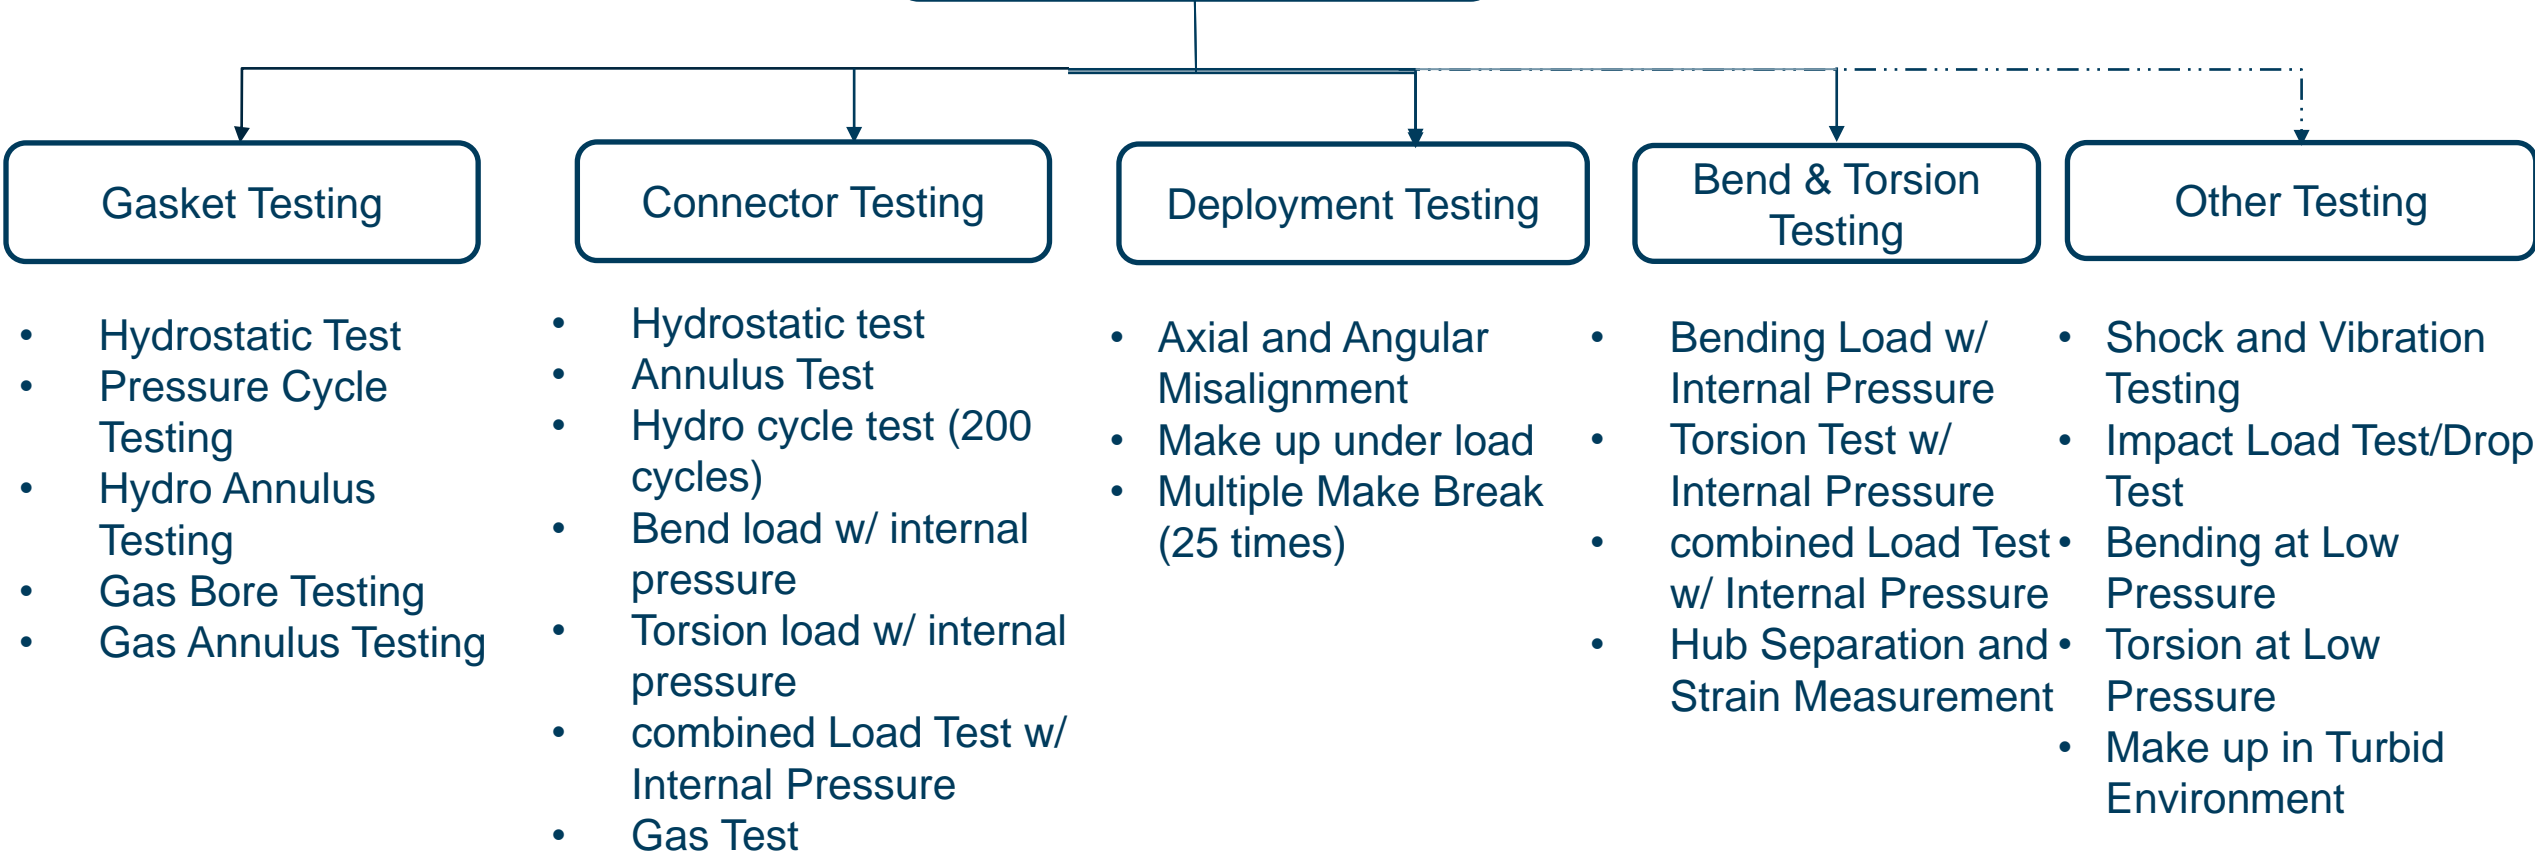 Gasket Testing
• Hydrostatic Test
• Pressure Cycle
Testing
• Hydro Annulus
Testing
• Gas Bore Testing
• Gas Annulus Testing
Connector Testing
• Hydrostatic test
• Annulus Test
• Hydro cycle test (200
cycles)
• Bend load w/ internal
pressure
• Torsion load w/ internal
pressure
• combined Load Test w/
Internal Pressure
• Gas Test
Deployment Testing
• Axial and Angular
Misalignment
• Make up under load
• Multiple Make Break
(25 times)
Bend & Torsion
Testing
• Bending Load w/
Internal Pressure
• Torsion Test w/
Internal Pressure
• combined Load Test
w/ Internal Pressure
• Hub Separation and
Strain Measurement
Other Testing
• Shock and Vibration
Testing
• Impact Load Test/Drop
Test
• Bending at Low
Pressure
• Torsion at Low
Pressure
• Make up in Turbid
Environment